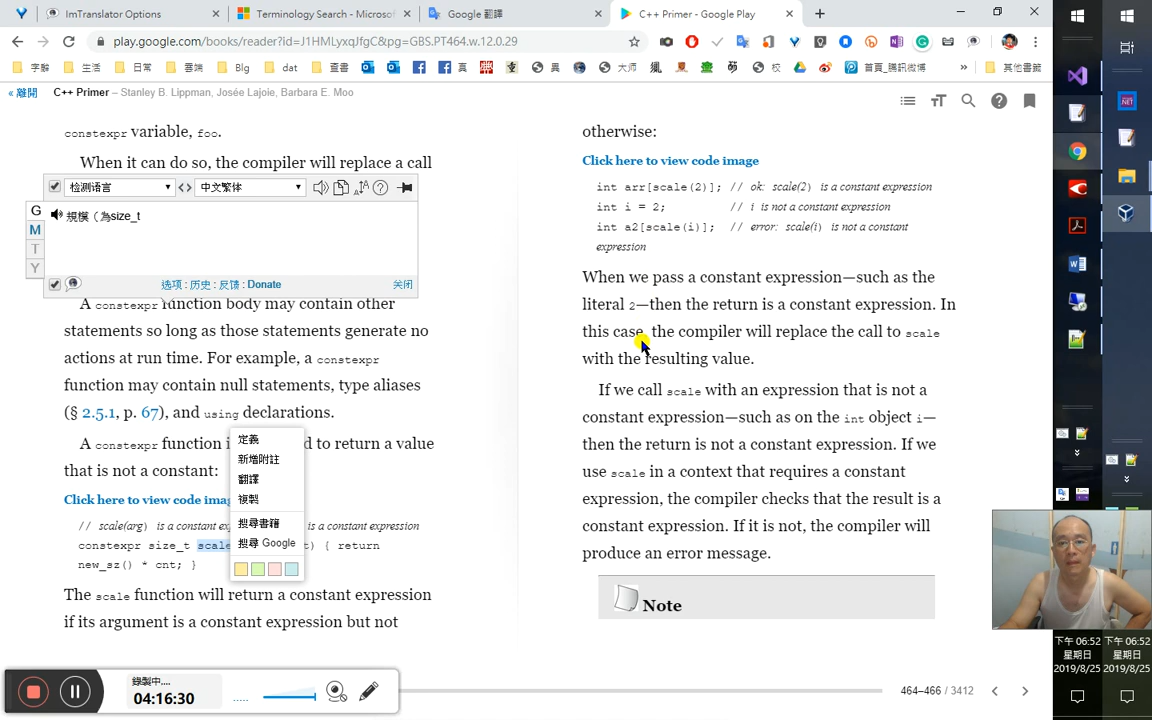 ImTranslator Options
Terminology Search - Microsof
Google 翻譯
C++ Primer - Google Play
play.google.com/books/reader?id=J1HMLyxqJfgC&pg=GBS.PT464.w.12.0.29
字辭
生活
日常
雲端
Blg
dat
查書
真
異
大师
校
首頁_騰訊微博
其他書籤
« 離開
C++ Primer – Stanley B. Lippman, Josée Lajoie, Barbara E. Moo
constexpr variable, foo.
When it can do so, the compiler will replace a call
检测语言
中文繁体
G
M
T
Y
規模（為size_t
选项 : 历史 : 反馈 : Donate
关闭
A constexpr function body may contain other
statements so long as those statements generate no
actions at run time. For example, a constexpr
function may contain null statements, type aliases
(§ 2.5.1, p. 67), and using declarations.
A constexpr function i d to return a value
that is not a constant:
Click here to view code imag
// scale(arg) is a constant ex is a constant expression
constexpr size_t scale t) { return
new_sz() * cnt; }
The scale function will return a constant expression
if its argument is a constant expression but not
定義
新增附註
翻譯
複製
搜尋書籍
搜尋 Google
otherwise:
Click here to view code image
int arr[scale(2)]; // ok: scale(2) is a constant expression
int i = 2; // i is not a constant expression
int a2[scale(i)]; // error: scale(i) is not a constant
expression
When we pass a constant expression—such as the
literal 2—then the return is a constant expression. In
this case, the compiler will replace the call to scale
with the resulting value.
If we call scale with an expression that is not a
constant expression—such as on the int object i—
then the return is not a constant expression. If we
use scale in a context that requires a constant
expression, the compiler checks that the result is a
constant expression. If it is not, the compiler will
produce an error message.
Note
464–466 / 3412
錄製中....
04:16:30
下午 06:52
星期日
2019/8/25
下午 06:52
星期日
2019/8/25